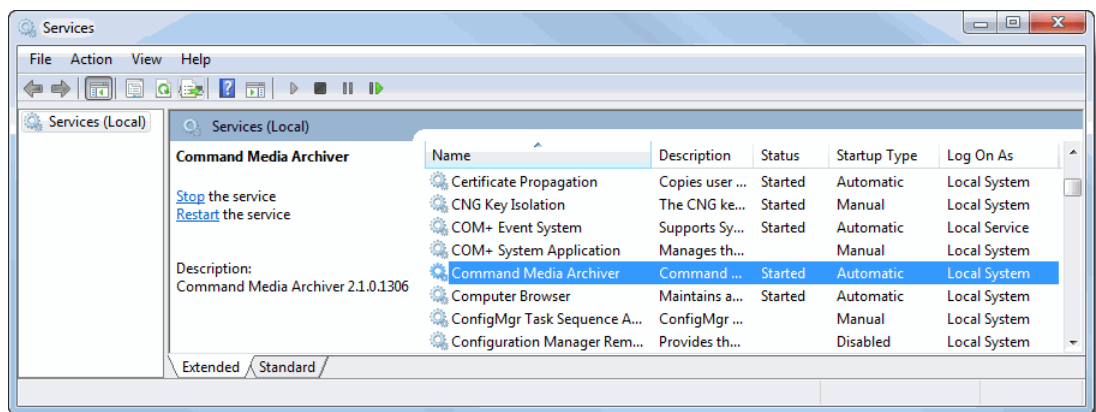 Services
File Action View Help
Services (Local)
Services (Local)
Command Media Archiver
Stop the service
Restart the service
Description:
Command Media Archiver 2.1.0.1306
Name Description Status Startup Type Log On As
Certificate Propagation Copies user ... Started Automatic Local System
CNG Key Isolation The CNG ke... Started Manual Local System
COM+ Event System Supports Sy... Started Automatic Local Service
COM+ System Application Manages th... Manual Local System
Command Media Archiver Command ... Started Automatic Local System
Computer Browser Maintains a... Started Automatic Local System
ConfigMgr Task Sequence A... ConfigMgr ... Manual Local System
Configuration Manager Rem... Provides th... Disabled Local System
Extended Standard